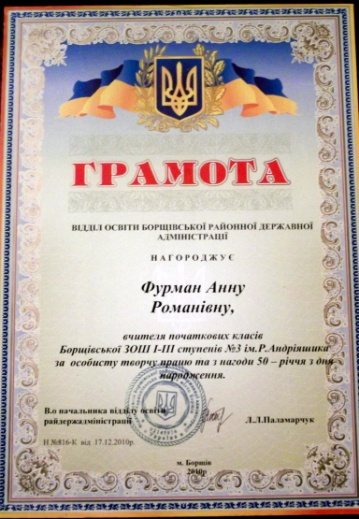 ГРАМОТА
ВІДДІЛ ОСВІТИ БОРЩІВСЬКОЇ РАЙОННОЇ ДЕРЖАВНОЇ
АДМІНІСТРАЦІЇ
НАГОРОДЖУЄ
Фурман Анну
Романівну,
вчителя початкових класів
Борщівської ЗОШ І-ІІІ ступенів №3 ім.Р.Андріяшика
за особисту творчу працю та з нагоди 50 – річчя з дня
народження.
В.о начальника відділу освіти
райдержадміністрації
Л.Л.Паламарчук
Н №816-К від 17.12.2010р.
м. Борщів
2010р.